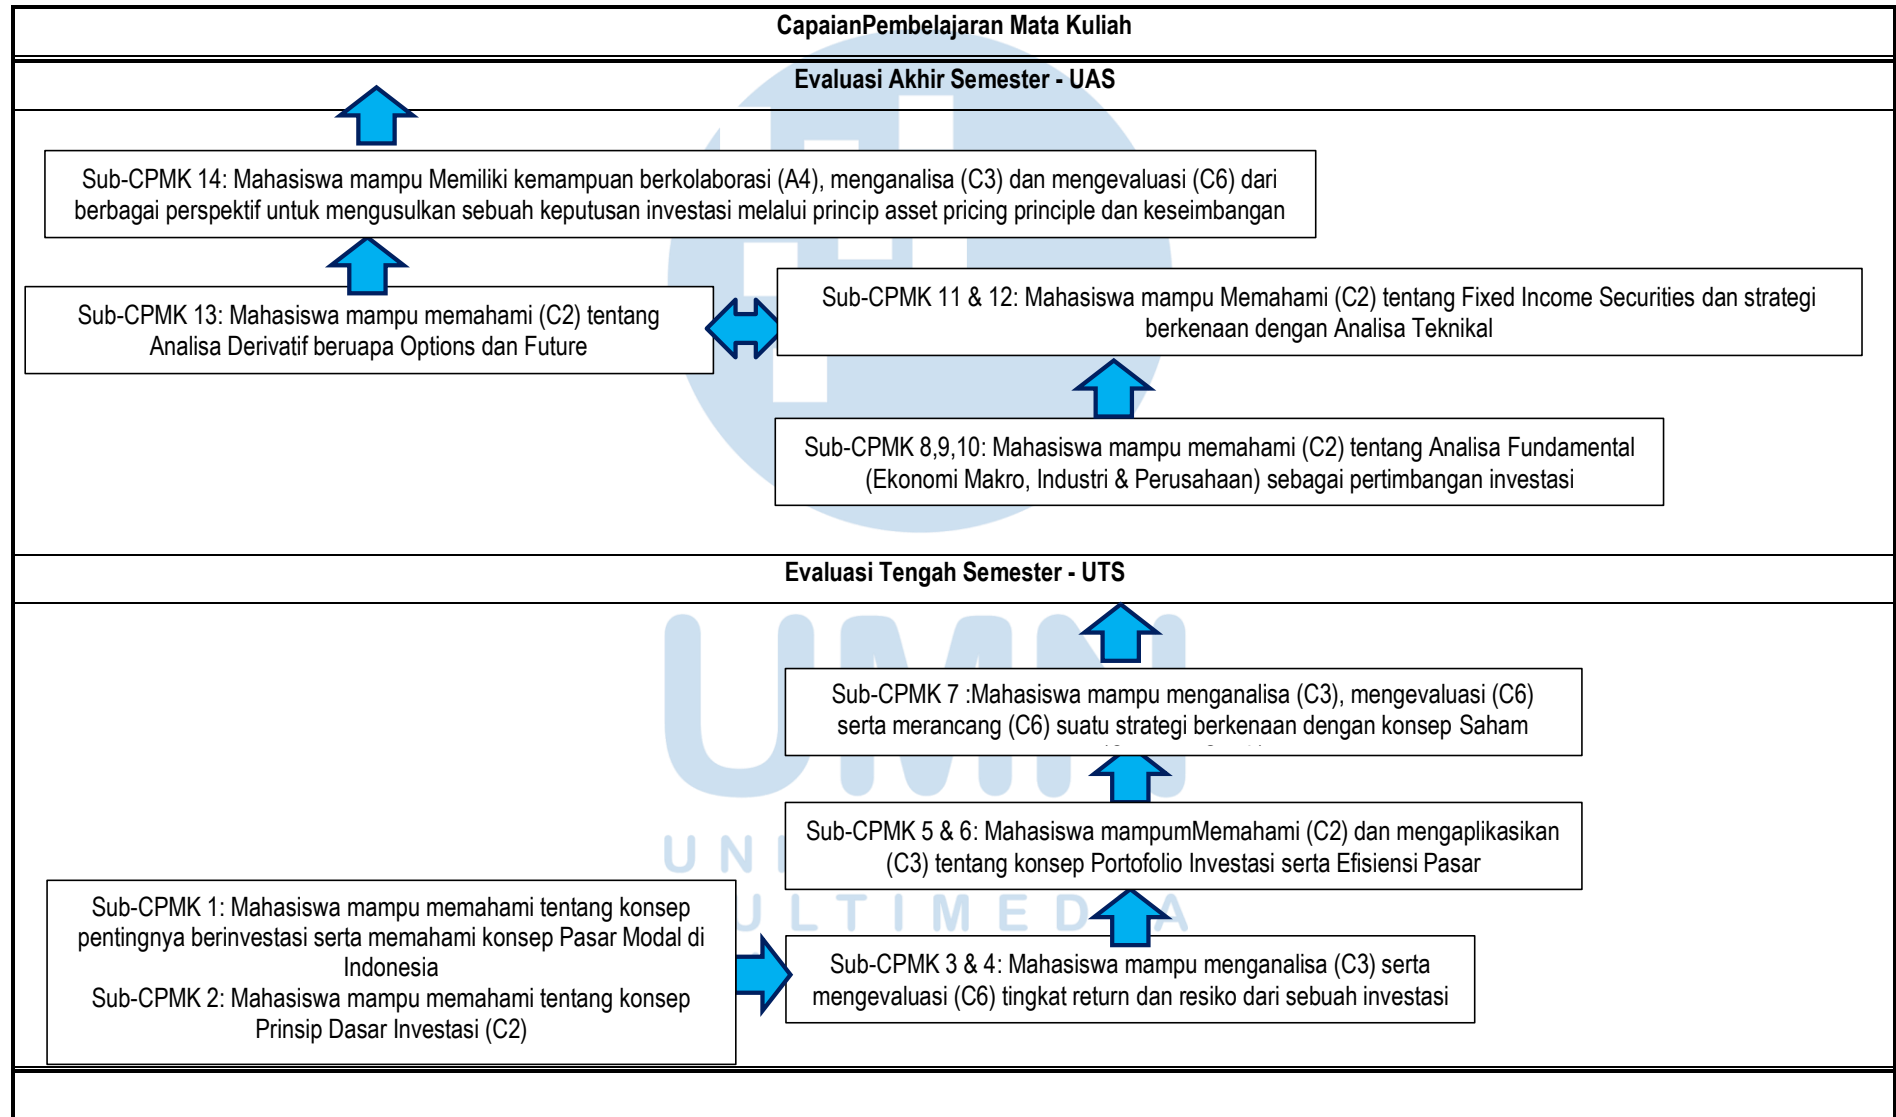 CapaianPembelajaran Mata Kuliah
Evaluasi Akhir Semester - UAS
Sub-CPMK 14: Mahasiswa mampu Memiliki kemampuan berkolaborasi (A4), menganalisa (C3) dan mengevaluasi (C6) dari
berbagai perspektif untuk mengusulkan sebuah keputusan investasi melalui princip asset pricing principle dan keseimbangan
Sub-CPMK 13: Mahasiswa mampu memahami (C2) tentang
Analisa Derivatif beruapa Options dan Future
Sub-CPMK 11 & 12: Mahasiswa mampu Memahami (C2) tentang Fixed Income Securities dan strategi
berkenaan dengan Analisa Teknikal
Sub-CPMK 8,9,10: Mahasiswa mampu memahami (C2) tentang Analisa Fundamental
(Ekonomi Makro, Industri & Perusahaan) sebagai pertimbangan investasi
Evaluasi Tengah Semester - UTS
UMN
Sub-CPMK 7 :Mahasiswa mampu menganalisa (C3), mengevaluasi (C6)
serta merancang (C6) suatu strategi berkenaan dengan konsep Saham
Sub-CPMK 5 & 6: Mahasiswa mampumMemahami (C2) dan mengaplikasikan
(C3) tentang konsep Portofolio Investasi serta Efisiensi Pasar
Sub-CPMK 1: Mahasiswa mampu memahami tentang konsep
pentingnya berinvestasi serta memahami konsep Pasar Modal di
Indonesia
Sub-CPMK 2: Mahasiswa mampu memahami tentang konsep
Prinsip Dasar Investasi (C2)
Sub-CPMK 3 & 4: Mahasiswa mampu menganalisa (C3) serta
mengevaluasi (C6) tingkat return dan resiko dari sebuah investasi